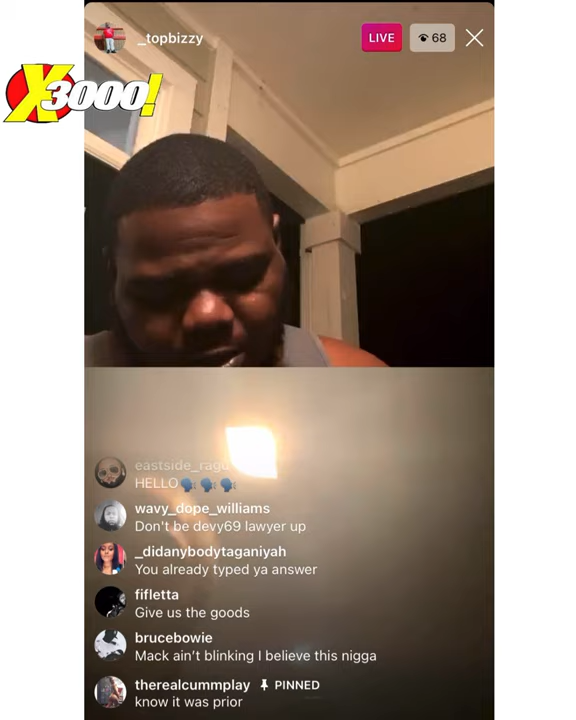 _topbizzy
LIVE
68
X3000!
eastside_ragu
HELLO🗣️🗣️🗣️
wavy_dope_williams
Don't be devy69 lawyer up
_didanybodytaganiyah
You already typed ya answer
fifletta
Give us the goods
brucebowie
Mack ain't blinking I believe this nigga
therealcummplay PINNED
know it was prior